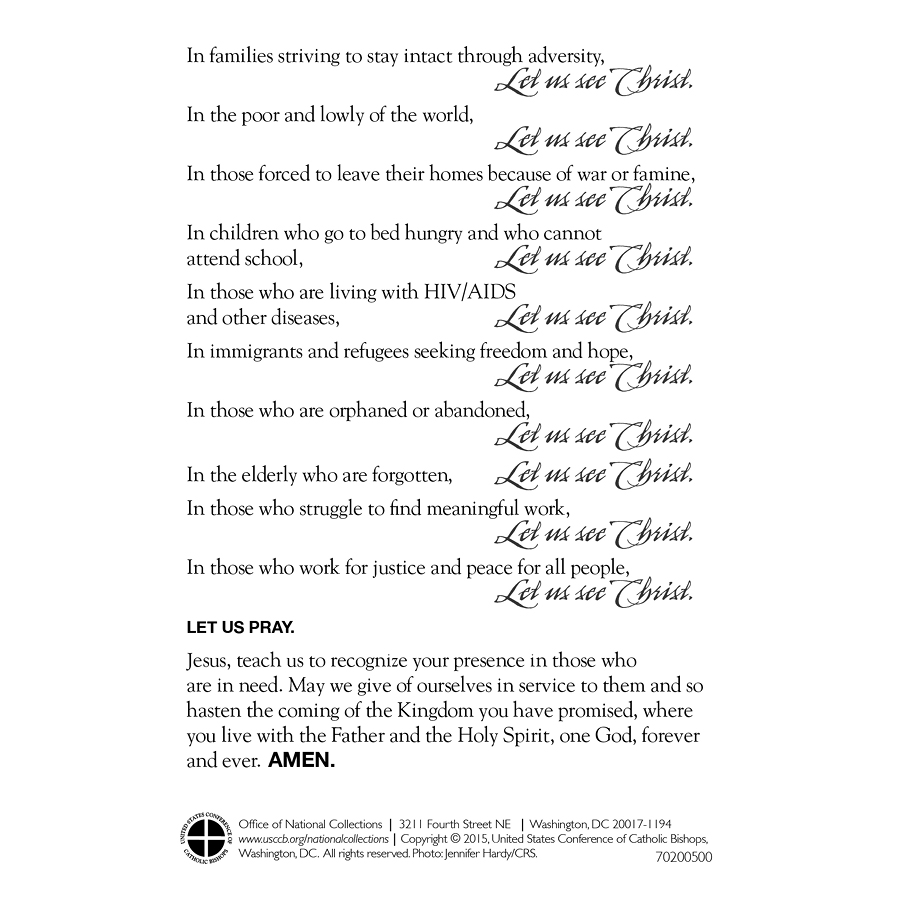 In families striving to stay intact through adversity,
Let us see Christ.
In the poor and lowly of the world,
Let us see Christ.
In those forced to leave their homes because of war or famine,
Let us see Christ.
In children who go to bed hungry and who cannot
attend school, Let us see Christ.
In those who are living with HIV/AIDS
and other diseases, Let us see Christ.
In immigrants and refugees seeking freedom and hope,
Let us see Christ.
In those who are orphaned or abandoned,
Let us see Christ.
In the elderly who are forgotten, Let us see Christ.
In those who struggle to find meaningful work,
Let us see Christ.
In those who work for justice and peace for all people,
Let us see Christ.
LET US PRAY.
Jesus, teach us to recognize your presence in those who
are in need. May we give of ourselves in service to them and so
hasten the coming of the Kingdom you have promised, where
you live with the Father and the Holy Spirit, one God, forever
and ever. AMEN.
UNITED STATES CONFERENCE OF CATHOLIC BISHOPS
Office of National Collections | 3211 Fourth Street NE | Washington, DC 20017-1194
www.usccb.org/nationalcollections | Copyright © 2015, United States Conference of Catholic Bishops,
Washington, DC. All rights reserved. Photo: Jennifer Hardy/CRS. 70200500